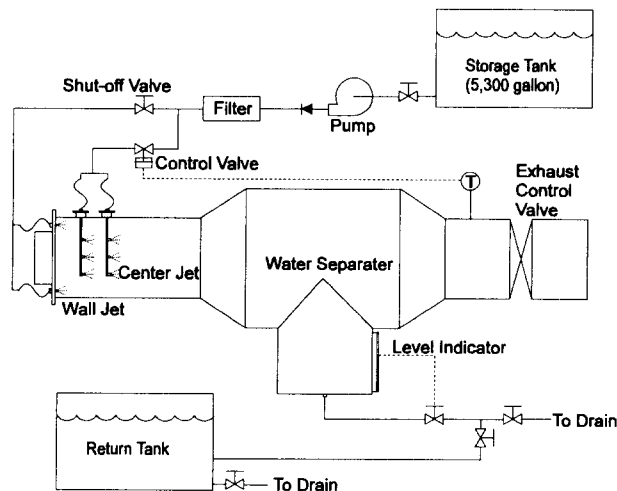 Storage Tank
(5,300 gallon)
Shut-off Valve
Filter
Pump
Control Valve
T
Exhaust
Control
Valve
Center Jet
Water Separater
Wall Jet
Level Indicator
To Drain
Return Tank
To Drain